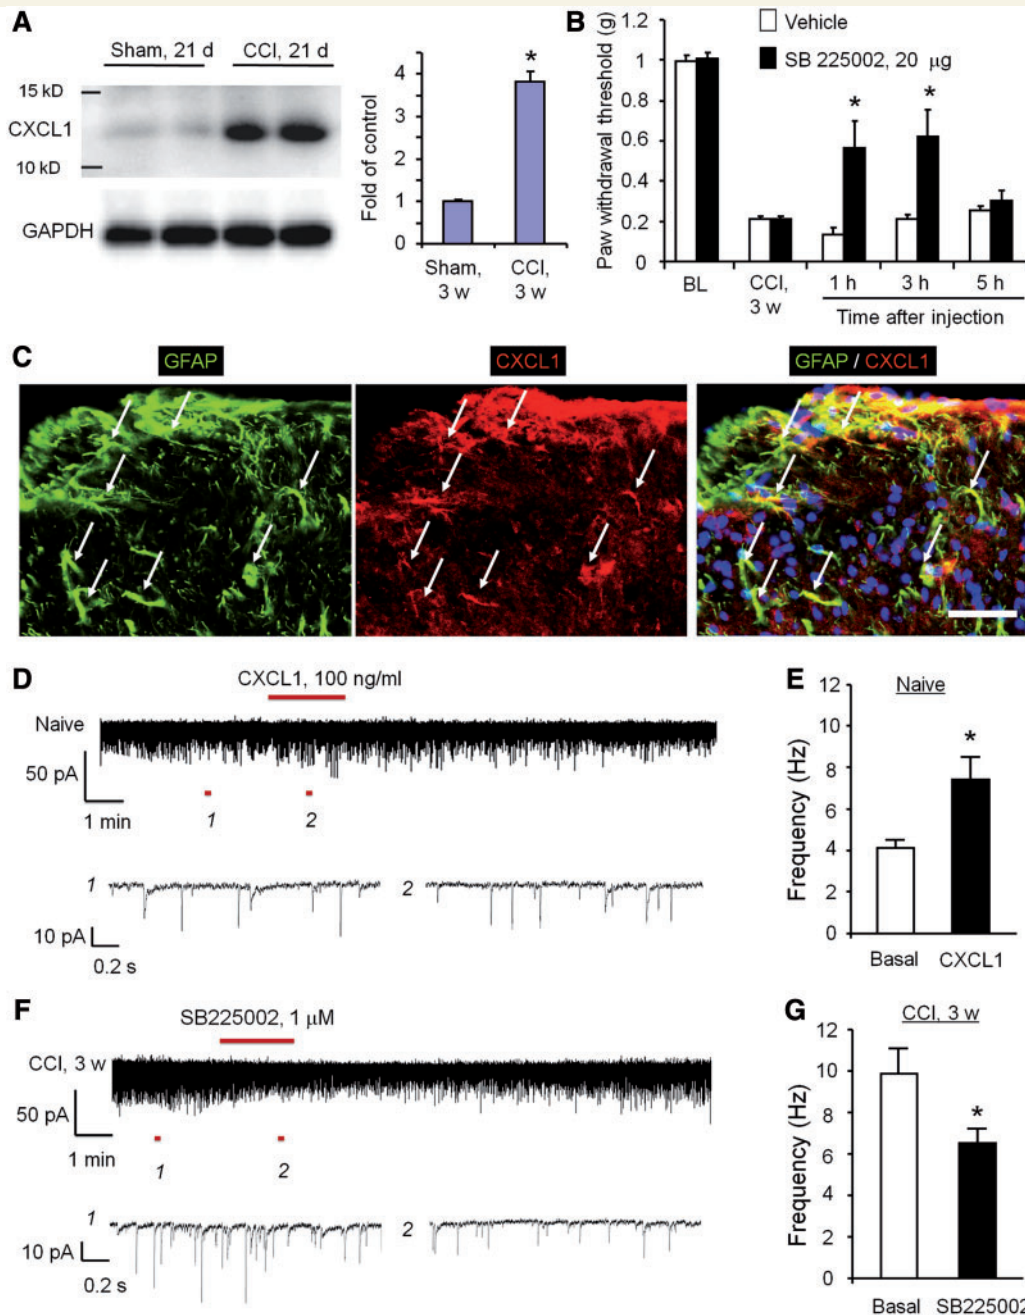 A
Sham, 21 d
CCI, 21 d
15 kD
CXCL1
10 kD
GAPDH
Fold of control
4
3
2
1
0
*
Sham,
3 w
CCI,
3 w
B
Vehicle
SB 225002, 20 µg
Paw withdrawal threshold (g)
1.2
1
0.8
0.6
0.4
0.2
0
*
*
BL
CCI,
3 w
1 h
3 h
5 h
Time after injection
C
GFAP
CXCL1
GFAP / CXCL1
D
CXCL1, 100 ng/ml
Naive
50 pA
1 min
1
2
1
2
10 pA
0.2 s
E
Naive
Frequency (Hz)
12
10
8
6
4
2
0
*
Basal
CXCL1
F
SB225002, 1 µM
CCI, 3 w
50 pA
1 min
1
2
1
2
10 pA
0.2 s
G
CCI, 3 w
Frequency (Hz)
12
10
8
6
4
2
0
*
Basal
SB225002